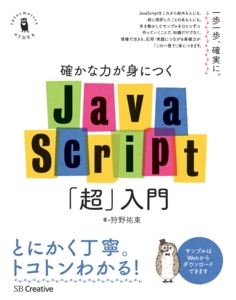 Informatics
& IDEA
JavaScriptをこれから始める人にも、
前に挫折したことのある人にも。
手を動かしてサンプルをひとつずつ
作っていくことで、知識だけでなく、
現場で活きる、応用・実践につながる基礎力が
「この一冊で」身につきます。
一歩一歩、確実に。
確かな力が身につく
Java
Script
「超」入門
著・狩野祐東
SB Creative
とにかく丁寧。
トコトンわかる!
サンプルは
Webから
ダウンロード
できます